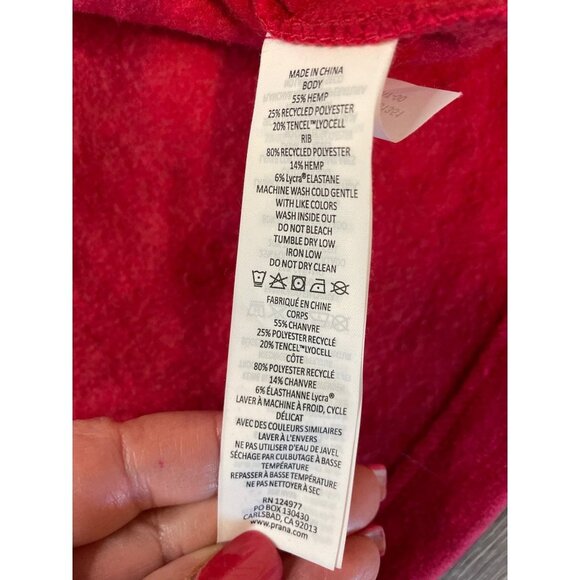 MADE IN CHINA
BODY
55% HEMP
25% RECYCLED POLYESTER
20% TENCEL™LYOCELL
RIB
80% RECYCLED POLYESTER
14% HEMP
6% Lycra® ELASTANE
MACHINE WASH COLD GENTLE
WITH LIKE COLORS
WASH INSIDE OUT
DO NOT BLEACH
TUMBLE DRY LOW
IRON LOW
DO NOT DRY CLEAN
FABRIQUÉ EN CHINE
CORPS
55% CHANVRE
25% POLYESTER RECYCLÉ
20% TENCEL™LYOCELL
CÔTE
80% POLYESTER RECYCLÉ
14% CHANVRE
6% ÉLASTHANNE Lycra®
LAVER À MACHINE À FROID, CYCLE
DÉLICAT
AVEC DES COULEURS SIMILAIRES
LAVER À L'ENVERS
NE PAS UTILISER D'EAU DE JAVEL
SÉCHAGE PAR CULBUTAGE À BASSE
TEMPÉRATURE
REPASSER À BASSE TEMPÉRATURE
NE PAS NETTOYER À SEC
RN 124977
PO BOX 130430
CARLSBAD, CA 92013
www.prana.com